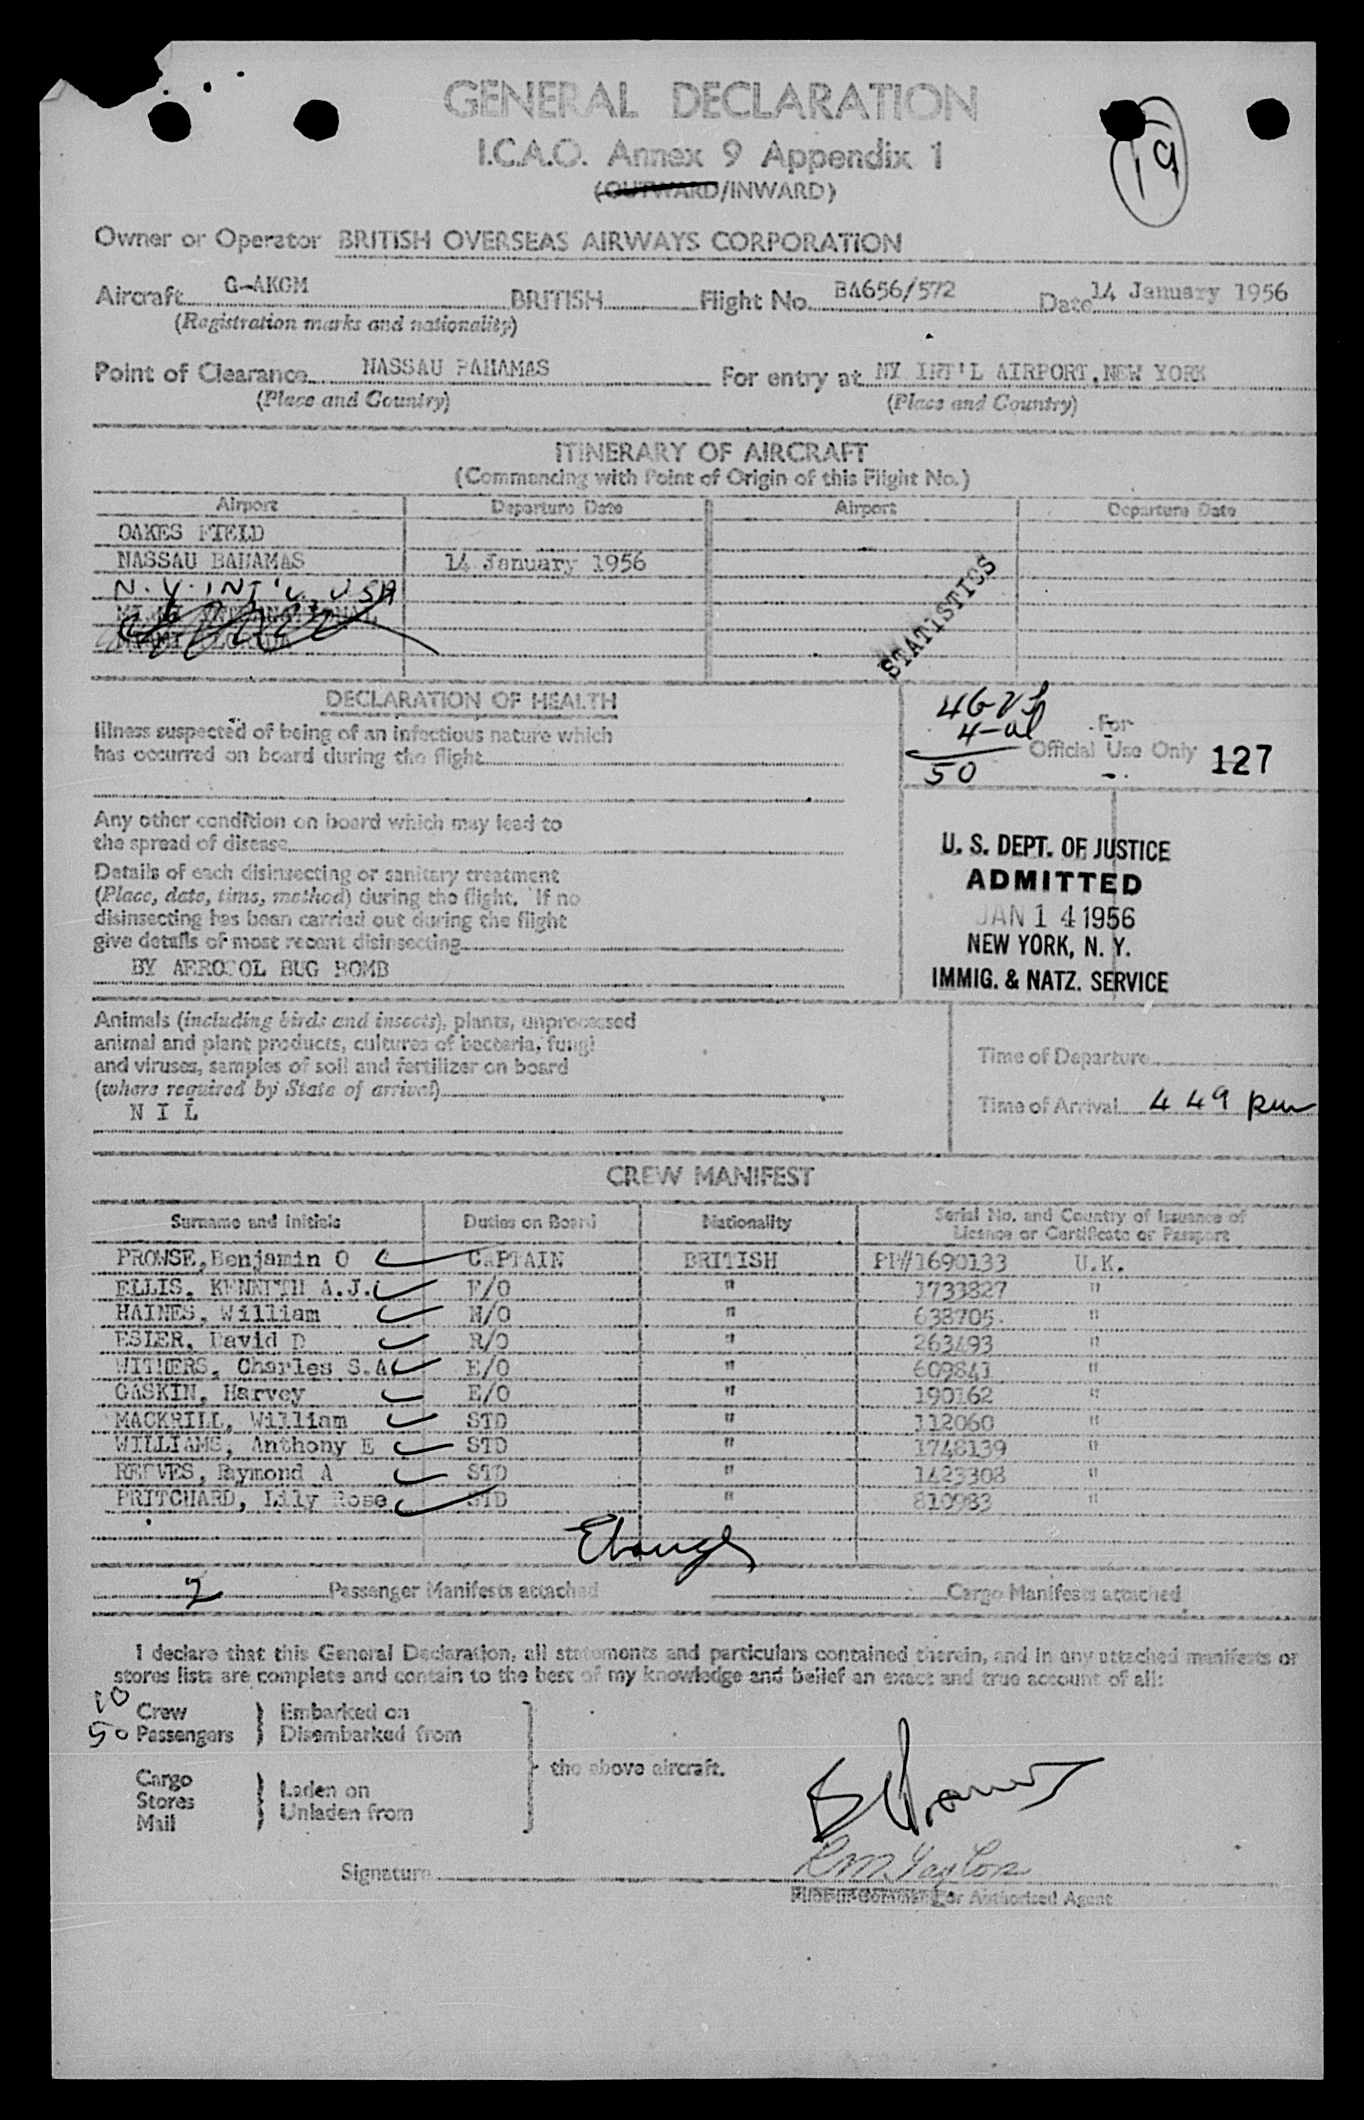 GENERAL DECLARATION
I.C.A.O. Annex 9 Appendix 1
(OUTWARD/INWARD)
19
Owner or Operator BRITISH OVERSEAS AIRWAYS CORPORATION
Aircraft G-AKGM BRITISH Flight No. BA656/572 Date 14 January 1956
(Registration marks and nationality)
Point of Clearance NASSAU BAHAMAS For entry at NY INT'L AIRPORT, NEW YORK
(Place and Country) (Place and Country)
ITINERARY OF AIRCRAFT
(Commencing with Point of Origin of this Flight No.)
Airport Departure Date Airport Departure Date
OAKES FIELD
NASSAU BAHAMAS 14 January 1956
N.Y. INT'L USA
STATISTICS
DECLARATION OF HEALTH
Illness suspected of being of an infectious nature which
has occurred on board during the flight
46
4
50
For
Official Use Only 127
Any other condition on board which may lead to
the spread of disease
Details of each disinsecting or sanitary treatment
(Place, date, time, method) during the flight. If no
disinsecting has been carried out during the flight
give details of most recent disinsecting
BY AEROSOL BUG BOMB
U. S. DEPT. OF JUSTICE
ADMITTED
JAN 14 1956
NEW YORK, N. Y.
IMMIG. & NATZ. SERVICE
Animals (including birds and insects), plants, unprocessed
animal and plant products, cultures of bacteria, fungi
and viruses, samples of soil and fertilizer on board
(where required by State of arrival)
N I L
Time of Departure
Time of Arrival 4 49 pm
CREW MANIFEST
Surname and Initials Duties on Board Nationality Serial No. and Country of Issuance of
Licence or Certificate or Passport
PROWSE, Benjamin O CAPTAIN BRITISH PP#1690133 U.K.
ELLIS, KENNETH A.J. F/O " 1733827 "
HAINES, William N/O " 638705 "
ESLER, David D R/O " 263493 "
WITHERS, Charles S.A E/O " 609841 "
GASKIN, Harvey E/O " 190162 "
MACKRILL, William STD " 112060 "
WILLIAMS, Anthony E STD " 1748139 "
REEVES, Raymond A STD " 1423308 "
PRITCHARD, Lily Rose STD " 810983 "
2 Passenger Manifests attached Cargo Manifests attached
I declare that this General Declaration, all statements and particulars contained therein, and in any attached manifests or
stores lists are complete and contain to the best of my knowledge and belief an exact and true account of all:
10 Crew } Embarked on
50 Passengers } Disembarked from
the above aircraft.
Cargo
Stores } Laden on
Mail } Unladen from
Signature R M Taylor
or Authorised Agent